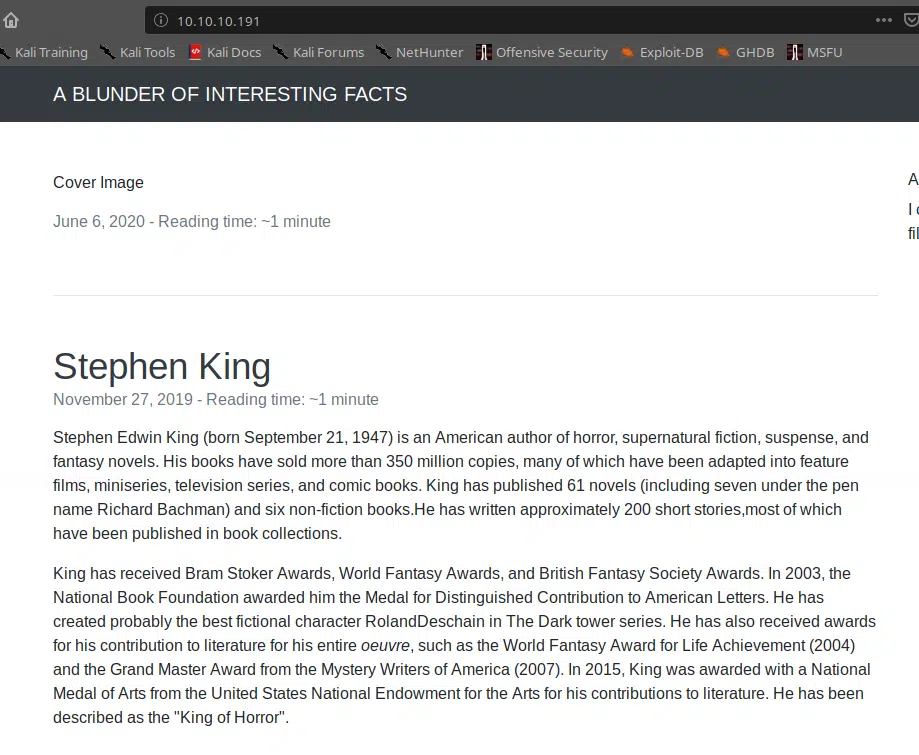 10.10.10.191
Kali Training Kali Tools Kali Docs Kali Forums NetHunter Offensive Security Exploit-DB GHDB MSFU
A BLUNDER OF INTERESTING FACTS
Cover Image
June 6, 2020 - Reading time: ~1 minute
A
I
fil
Stephen King
November 27, 2019 - Reading time: ~1 minute
Stephen Edwin King (born September 21, 1947) is an American author of horror, supernatural fiction, suspense, and
fantasy novels. His books have sold more than 350 million copies, many of which have been adapted into feature
films, miniseries, television series, and comic books. King has published 61 novels (including seven under the pen
name Richard Bachman) and six non-fiction books.He has written approximately 200 short stories,most of which
have been published in book collections.
King has received Bram Stoker Awards, World Fantasy Awards, and British Fantasy Society Awards. In 2003, the
National Book Foundation awarded him the Medal for Distinguished Contribution to American Letters. He has
created probably the best fictional character RolandDeschain in The Dark tower series. He has also received awards
for his contribution to literature for his entire oeuvre, such as the World Fantasy Award for Life Achievement (2004)
and the Grand Master Award from the Mystery Writers of America (2007). In 2015, King was awarded with a National
Medal of Arts from the United States National Endowment for the Arts for his contributions to literature. He has been
described as the "King of Horror".